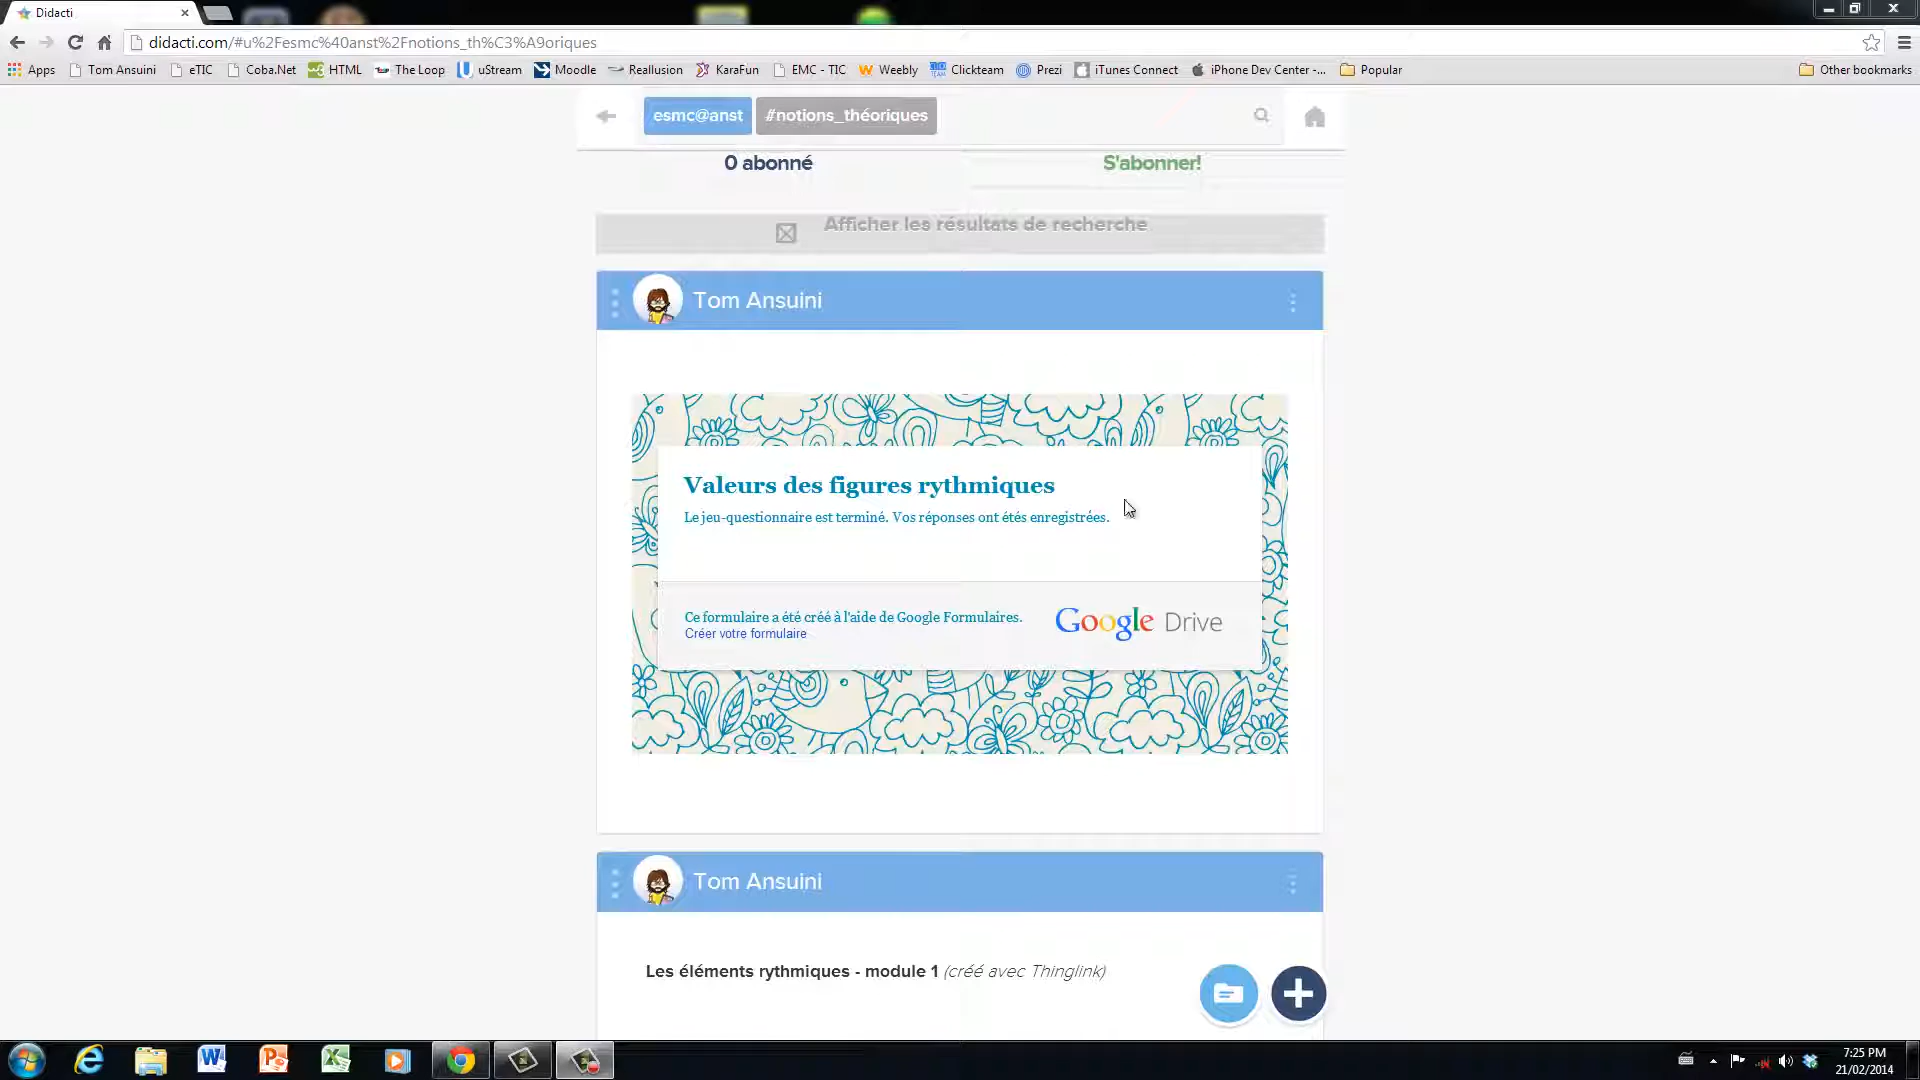 Didacti
didacti.com/#u%2Fesmc%40anst%2Fnotions_th%C3%A9oriques
Apps Tom Ansuini eTIC Coba.Net HTML The Loop uStream Moodle Reallusion KaraFun EMC - TIC Weebly Clickteam Prezi iTunes Connect iPhone Dev Center -... Popular Other bookmarks
esmc@anst #notions_théoriques
0 abonné S'abonner!
Afficher les résultats de recherche
Tom Ansuini
Valeurs des figures rythmiques
Le jeu-questionnaire est terminé. Vos réponses ont étés enregistrées.
Ce formulaire a été créé à l'aide de Google Formulaires.
Créer votre formulaire
Google Drive
Tom Ansuini
Les éléments rythmiques - module 1 (créé avec Thinglink)
7:25 PM
21/02/2014